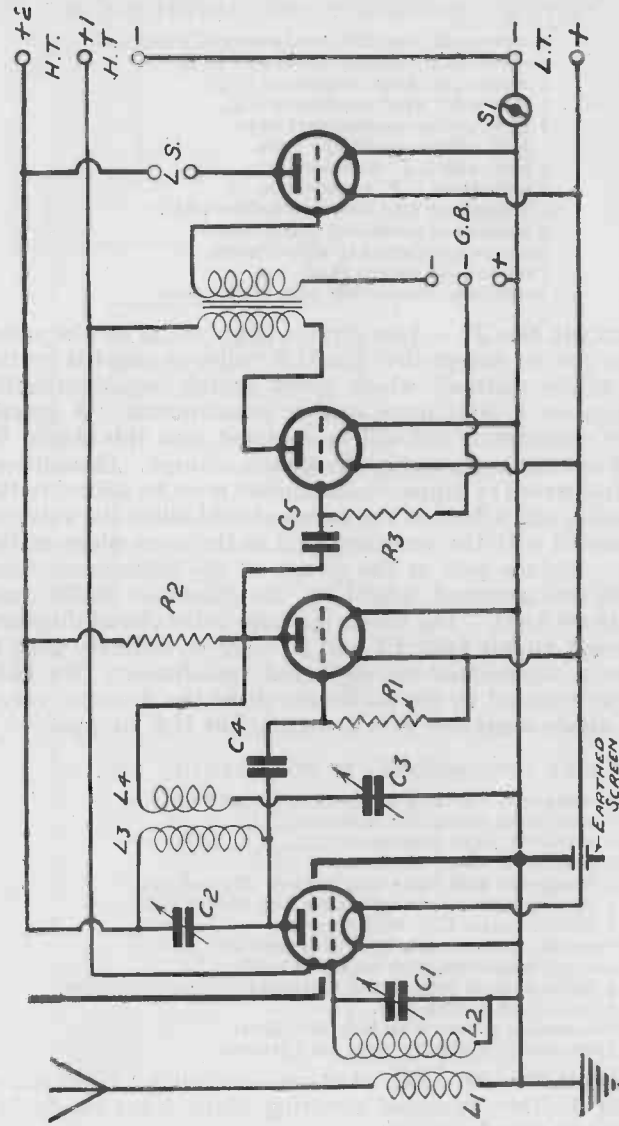 +2
H.T.
+1
H.T
-
L.S.
R2
L3
L4
C4
C5
C2
R3
R1
C3
C1
L2
L1
-
- G.B.
+
S1
-
L.T.
+
EARTHED
SCREEN